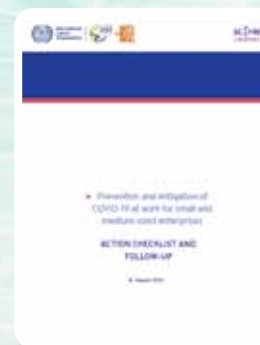 Prevention and mitigation of
COVID-19 at work for small and
medium-sized enterprises
ACTION CHECKLIST AND
FOLLOW-UP